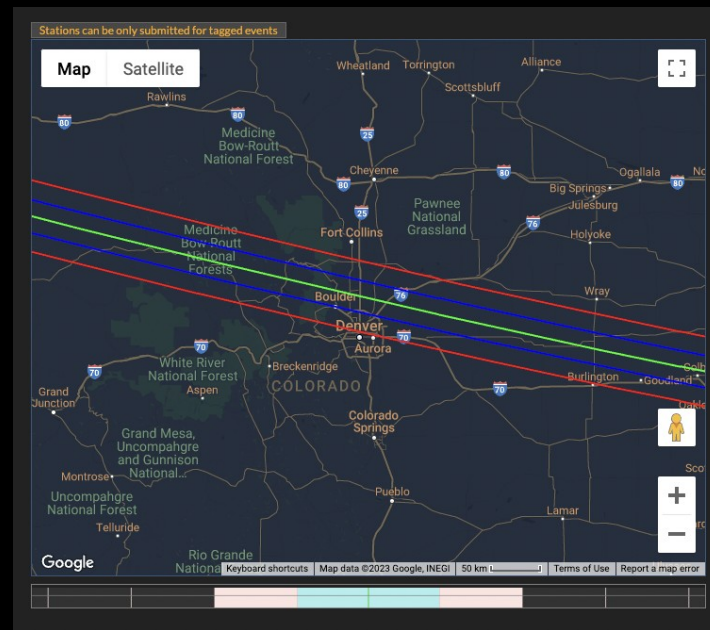 Stations can be only submitted for tagged events
Map
Satellite
Wheatland
Torrington
Alliance
Scottsbluff
Rawlins
80
80
Medicine
Bow-Routt
National Forest
25
Cheyenne
80
80
Ogallala
80
Big Springs
Julesburg
25
Pawnee
National
Grassland
76
Holyoke
Medicine
Bow Routt
National
Forests
Fort Collins
Boulder
76
Wray
Denver
70
Aurora
70
White River
National Forest
Aspen
Breckenridge
COLORADO
70
Grand
Junction
70
Burlington
Goodland
Colorado
Springs
Grand Mesa,
Uncompahgre
and Gunnison
National...
Montrose
Uncompahgre
National Forest
Pueblo
Lamar
Telluride
Rio Grande
Google
Keyboard shortcuts
Map data ©2023 Google, INEGI
50 km
Terms of Use
Report a map error